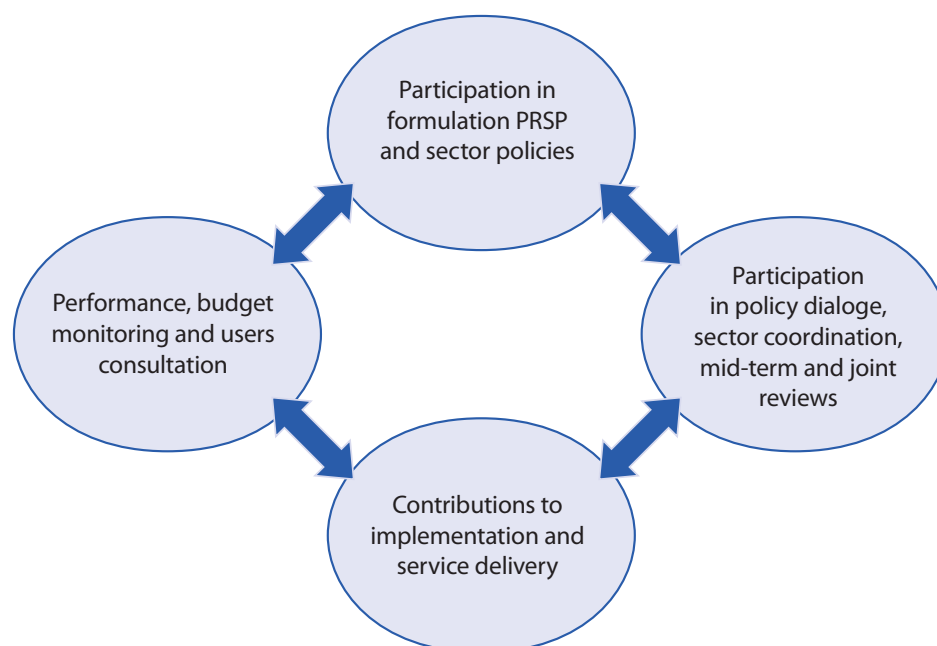 Participation in
formulation PRSP
and sector policies
Performance, budget
monitoring and users
consultation
Participation
in policy dialoge,
sector coordination,
mid-term and joint
reviews
Contributions to
implementation and
service delivery